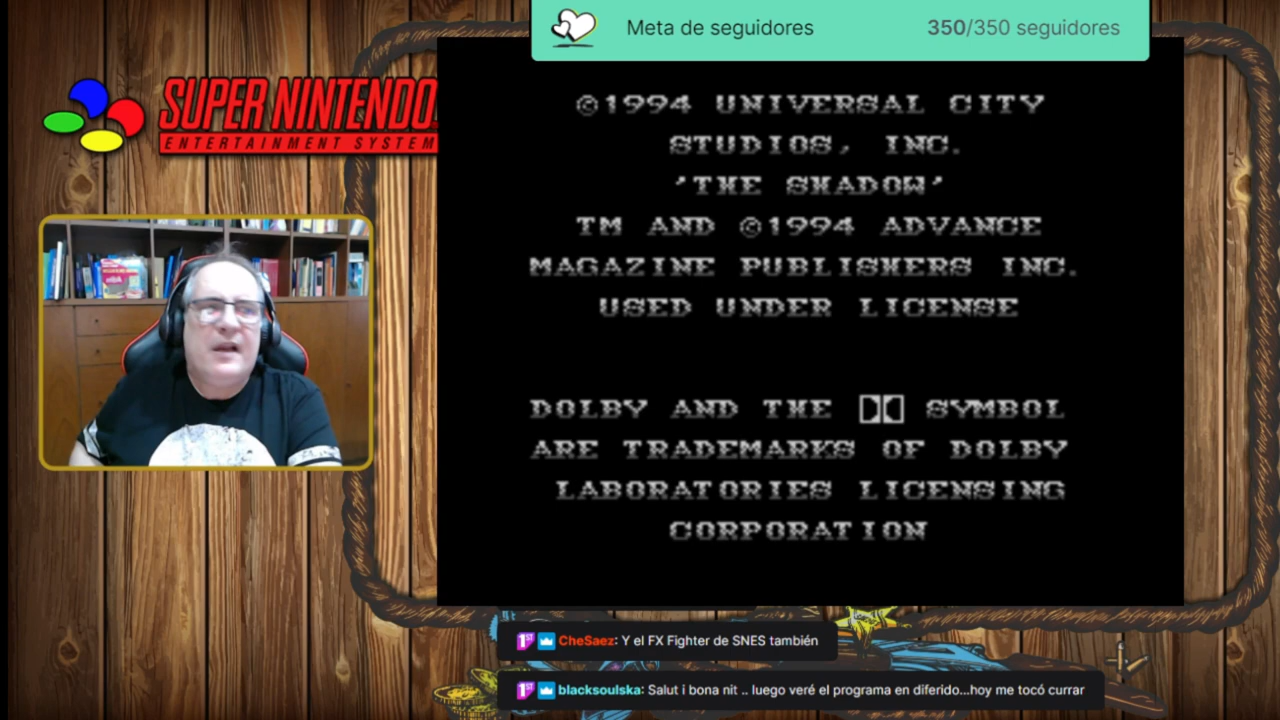 Meta de seguidores
350/350 seguidores
SUPER NINTENDO
ENTERTAINMENT SYSTEM
©1994 UNIVERSAL CITY
STUDIOS, INC.
'THE SHADOW'
TM AND ©1994 ADVANCE
MAGAZINE PUBLISHERS INC.
USED UNDER LICENSE
DOLBY AND THE SYMBOL
ARE TRADEMARKS OF DOLBY
LABORATORIES LICENSING
CORPORATION
1ST CheSaez: Y el FX Fighter de SNES también
1ST blacksoulska: Salut i bona nit .. luego veré el programa en diferido...hoy me tocó currar